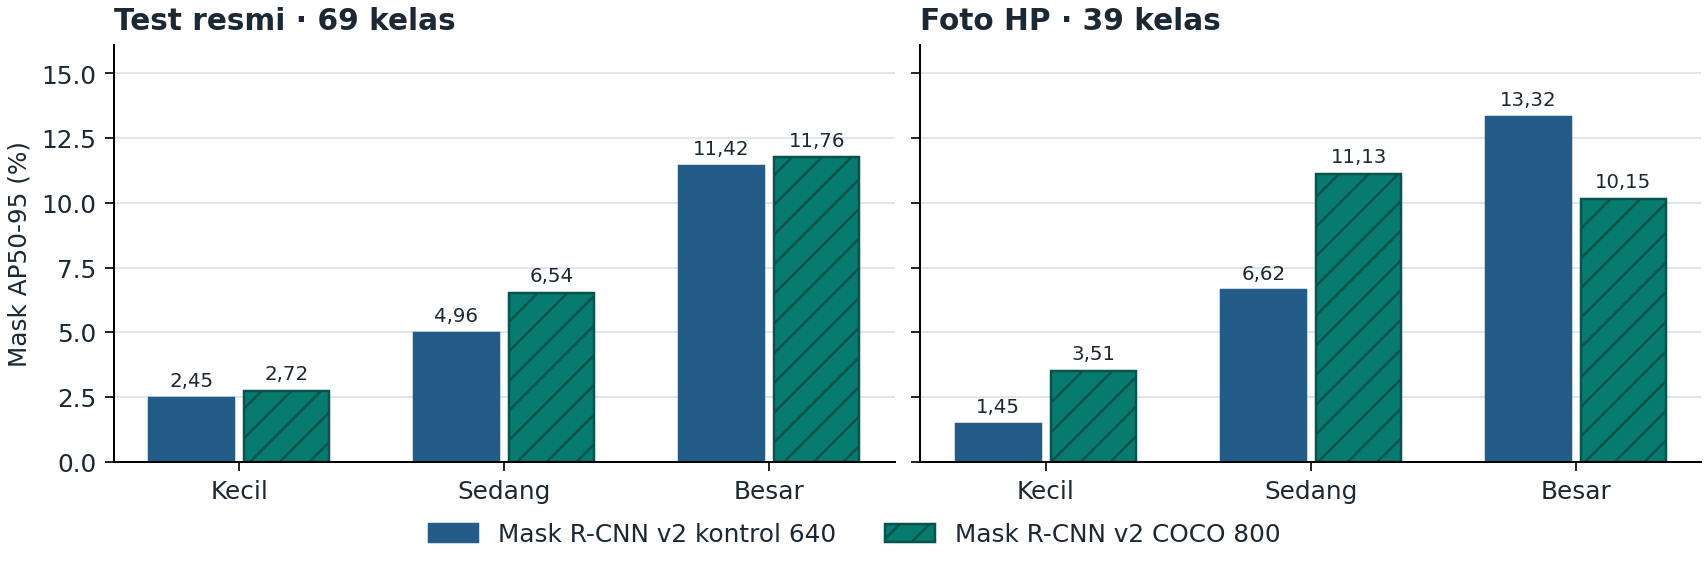 Test resmi · 69 kelas
Mask AP50-95 (%)
15.0
12.5
10.0
7.5
5.0
2.5
0.0
2,45
2,72
4,96
6,54
11,42
11,76
Kecil
Sedang
Besar
Foto HP · 39 kelas
1,45
3,51
6,62
11,13
13,32
10,15
Kecil
Sedang
Besar
Mask R-CNN v2 kontrol 640
Mask R-CNN v2 COCO 800